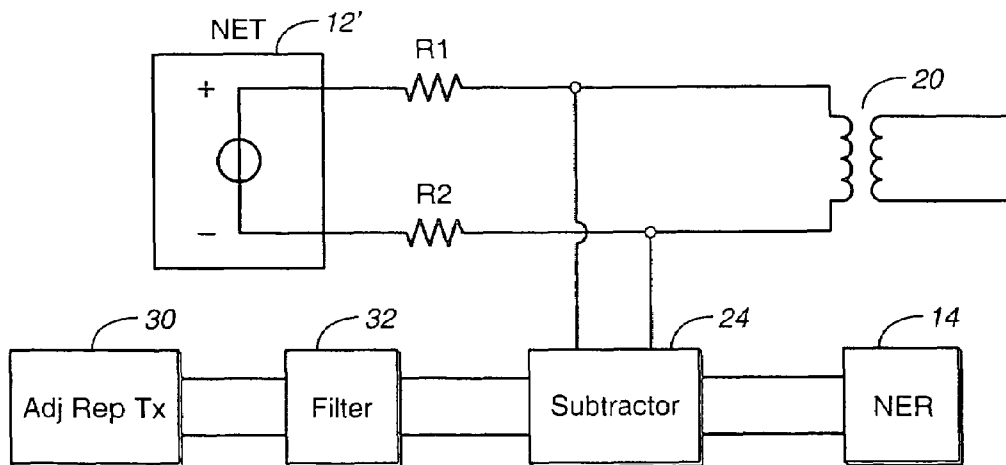 NET 12'
R1
+
20
R2
−
30
32
24
14
Adj Rep Tx
Filter
Subtractor
NER